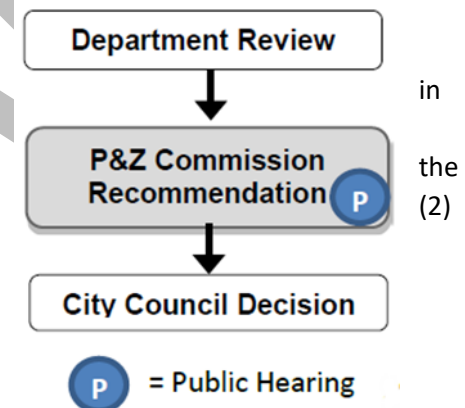 Department Review
in
P&Z Commission
the
Recommendation P
(2)
City Council Decision
P = Public Hearing